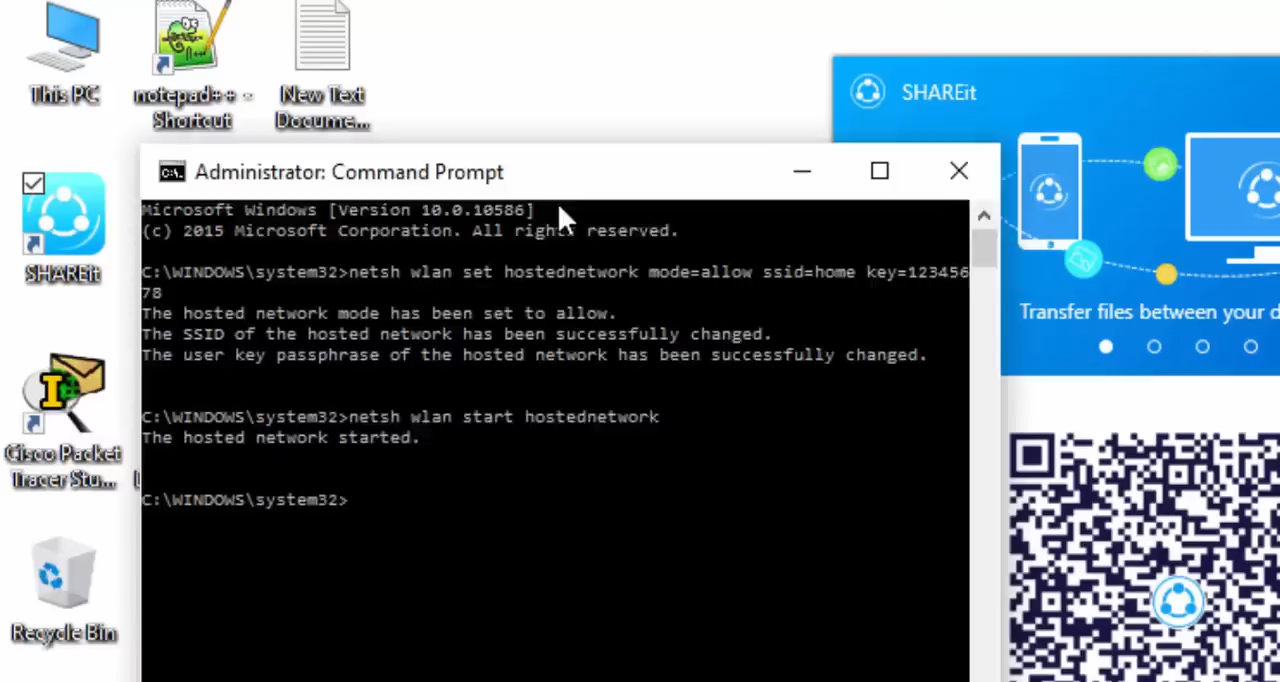 This PC
notepad++ -
Shortcut
New Text
Docume...
SHAREit
SHAREit
Cisco Packet
Tracer Stu...
Recycle Bin
Administrator: Command Prompt
Microsoft Windows [Version 10.0.10586]
(c) 2015 Microsoft Corporation. All rights reserved.
C:\WINDOWS\system32>netsh wlan set hostednetwork mode=allow ssid=home key=123456
78
The hosted network mode has been set to allow.
The SSID of the hosted network has been successfully changed.
The user key passphrase of the hosted network has been successfully changed.
C:\WINDOWS\system32>netsh wlan start hostednetwork
The hosted network started.
C:\WINDOWS\system32>
Transfer files between your d